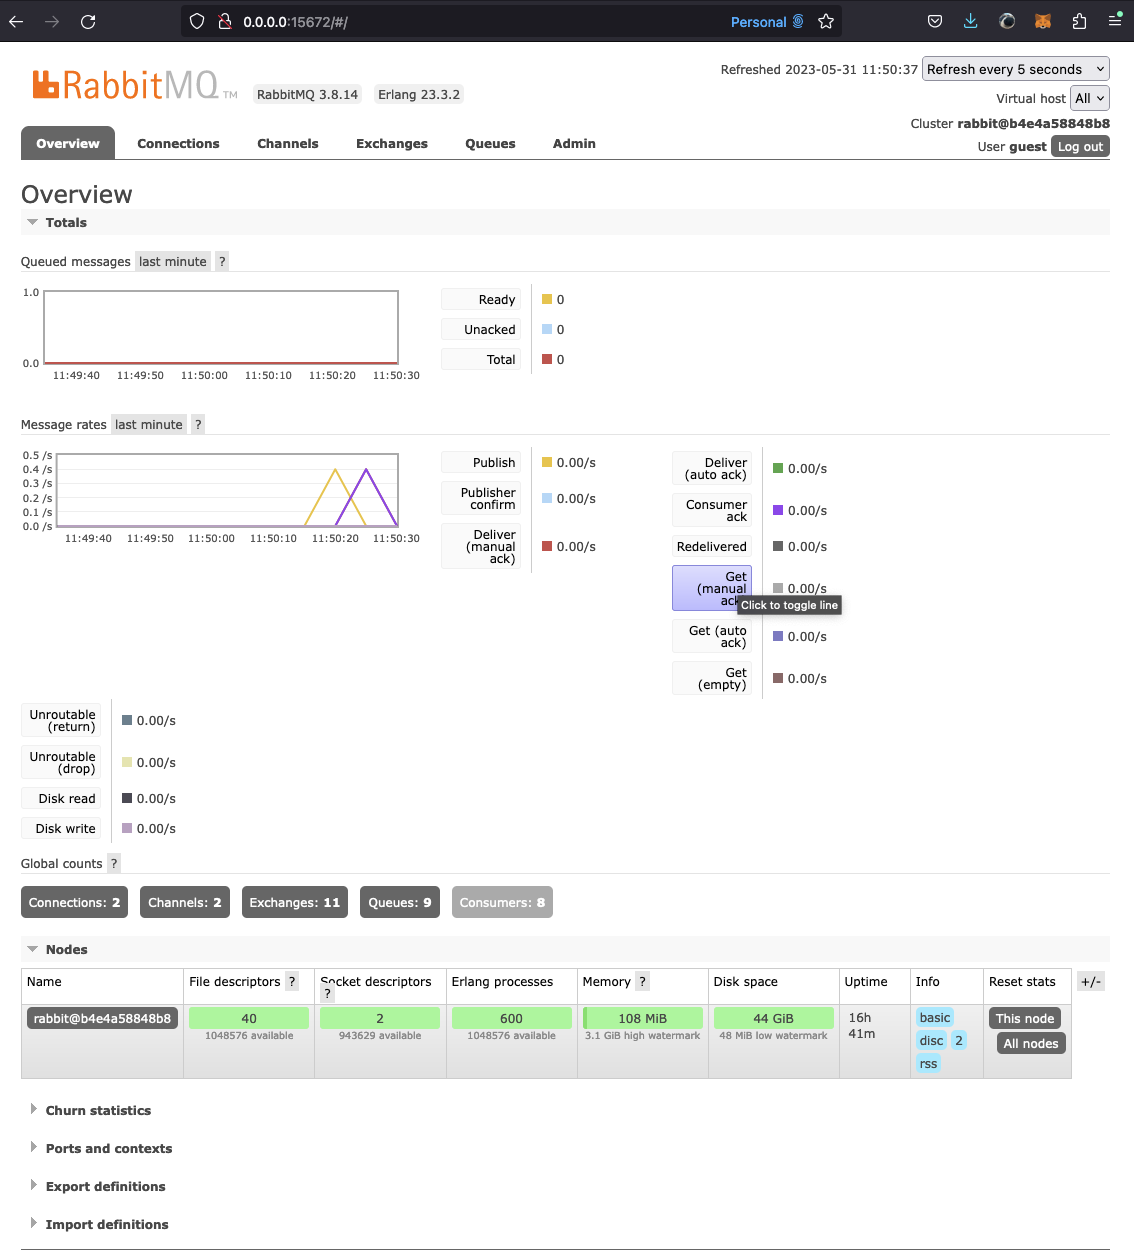 0.0.0.0:15672/#/
Personal
RabbitMQ TM
RabbitMQ 3.8.14
Erlang 23.3.2
Refreshed 2023-05-31 11:50:37
Refresh every 5 seconds
Virtual host
All
Cluster rabbit@b4e4a58848b8
User guest
Log out
Overview
Connections
Channels
Exchanges
Queues
Admin
Overview
Totals
Queued messages last minute ?
1.0
0.0
11:49:40 11:49:50 11:50:00 11:50:10 11:50:20 11:50:30
Ready 0
Unacked 0
Total 0
Message rates last minute ?
0.5 /s
0.4 /s
0.3 /s
0.2 /s
0.1 /s
0.0 /s
11:49:40 11:49:50 11:50:00 11:50:10 11:50:20 11:50:30
Publish 0.00/s
Publisher
confirm
0.00/s
Deliver
(manual
ack)
0.00/s
Deliver
(auto ack)
0.00/s
Consumer
ack
0.00/s
Redelivered 0.00/s
Get
(manual
ack
0.00/s
Click to toggle line
Get (auto
ack)
0.00/s
Get
(empty)
0.00/s
Unroutable
(return)
0.00/s
Unroutable
(drop)
0.00/s
Disk read 0.00/s
Disk write 0.00/s
Global counts ?
Connections: 2
Channels: 2
Exchanges: 11
Queues: 9
Consumers: 8
Nodes
Name
File descriptors ?
Socket descriptors
?
Erlang processes
Memory ?
Disk space
Uptime
Info
Reset stats
+/-
rabbit@b4e4a58848b8
40
1048576 available
2
943629 available
600
1048576 available
108 MiB
3.1 GiB high watermark
44 GiB
48 MiB low watermark
16h
41m
basic
disc 2
rss
This node
All nodes
Churn statistics
Ports and contexts
Export definitions
Import definitions